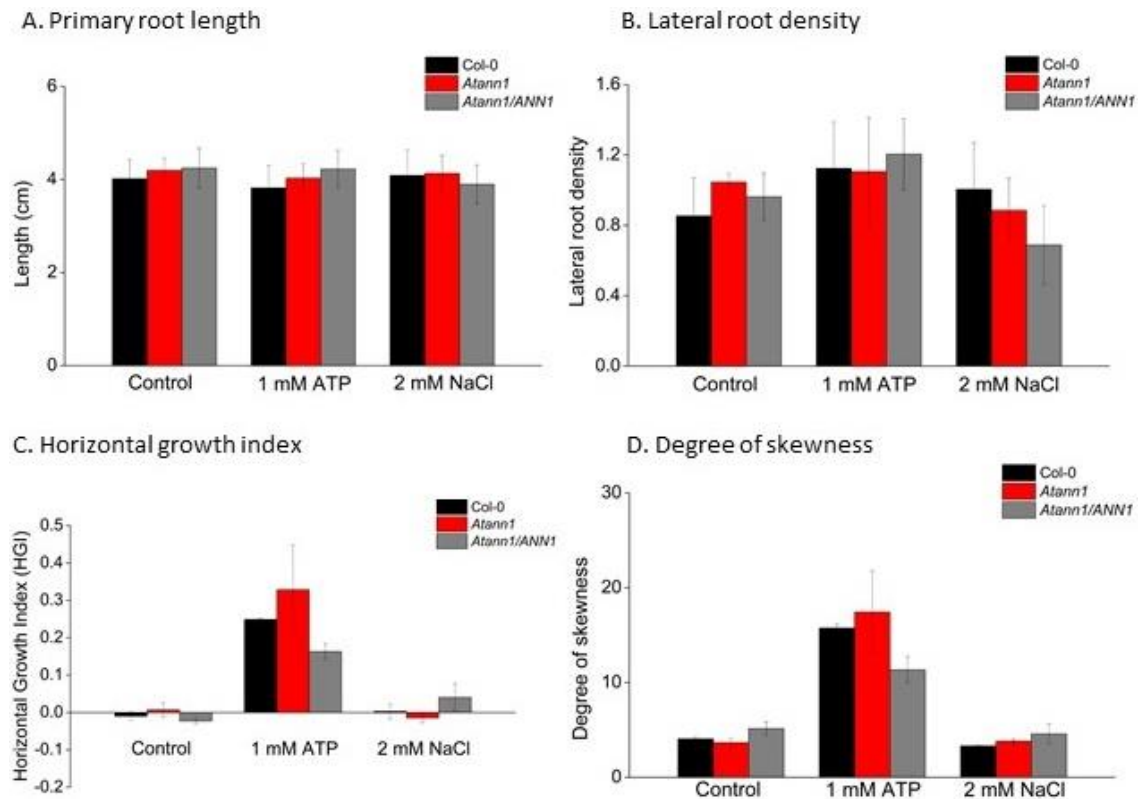 A. Primary root length
Col-0
Atann1
Atann1/ANN1
Length (cm)
6
4
2
0
Control
1 mM ATP
2 mM NaCl
B. Lateral root density
Col-0
Atann1
Atann1/ANN1
Lateral root density
1.6
1.2
0.8
0.4
0.0
Control
1 mM ATP
2 mM NaCl
C. Horizontal growth index
Col-0
Atann1
Atann1/ANN1
Horizontal Growth Index (HGI)
0.5
0.4
0.3
0.2
0.1
0.0
-0.1
-0.2
Control
1 mM ATP
2 mM NaCl
D. Degree of skewness
Col-0
Atann1
Atann1/ANN1
Degree of skewness
30
20
10
0
Control
1 mM ATP
2 mM NaCl